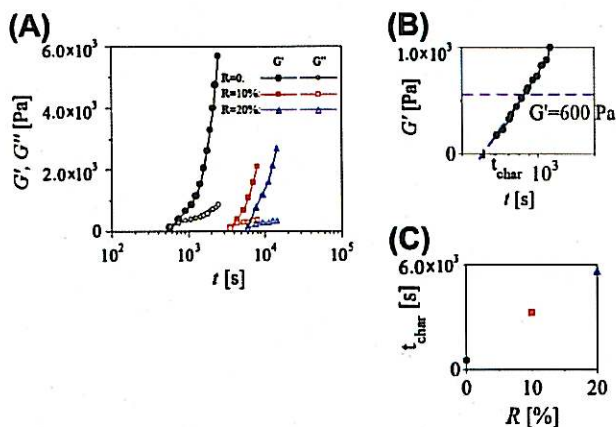 (A)
6.0×10³
4.0×10³
2.0×10³
0
G', G'' [Pa]
G' G''
R=0.
R=10%
R=20%
10² 10³ 10⁴ 10⁵
t [s]
(B)
1.0×10³
0
G' [Pa]
G'=600 Pa
t_char 10³
t [s]
(C)
6.0×10³
0
t_char [s]
0 10 20
R [%]